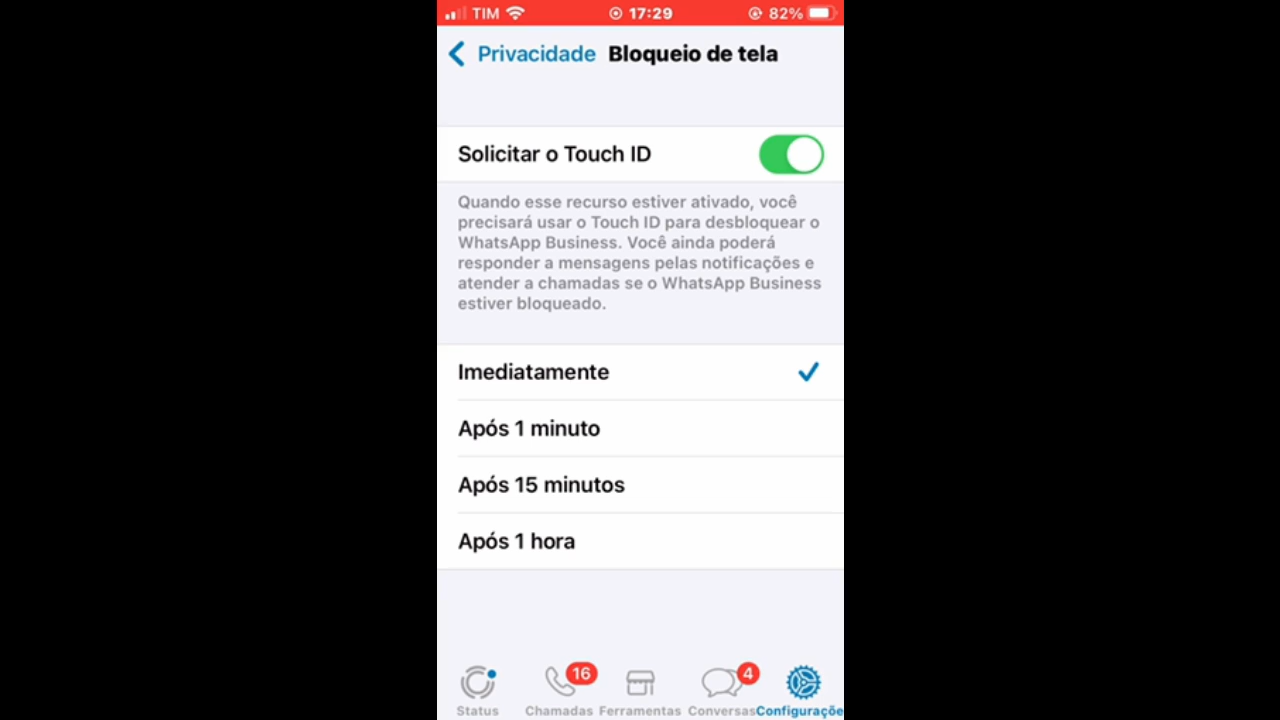 TIM 17:29 82%
Privacidade Bloqueio de tela
Solicitar o Touch ID
Quando esse recurso estiver ativado, você
precisará usar o Touch ID para desbloquear o
WhatsApp Business. Você ainda poderá
responder a mensagens pelas notificações e
atender a chamadas se o WhatsApp Business
estiver bloqueado.
Imediatamente
Após 1 minuto
Após 15 minutos
Após 1 hora
16 4
Status Chamadas Ferramentas Conversas Configuraçõe